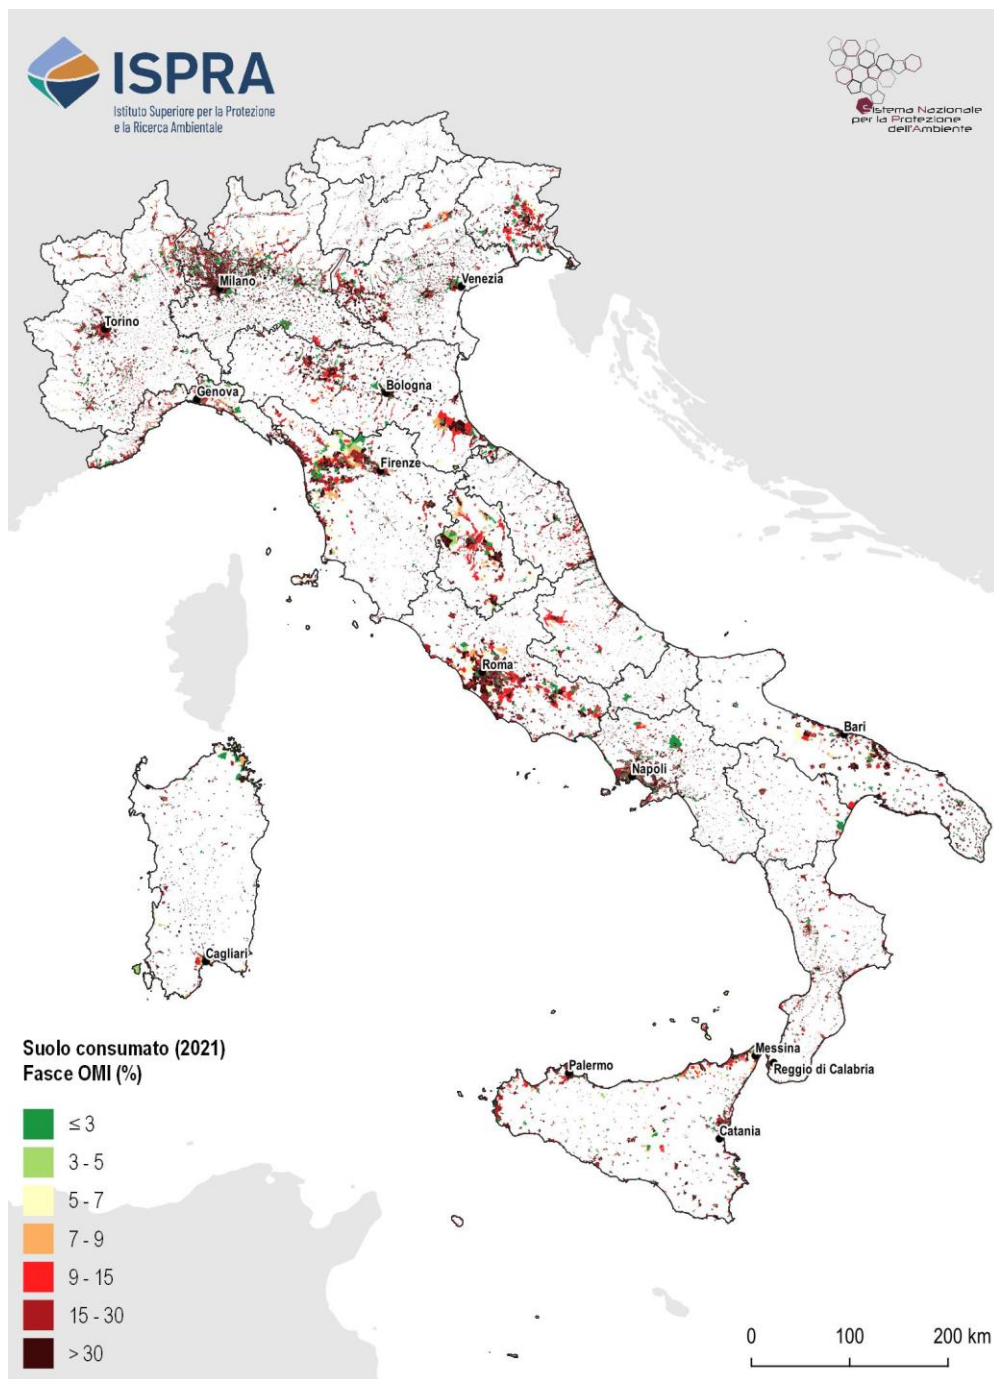 ISPRA
Istituto Superiore per la Protezione
e la Ricerca Ambientale
Sistema Nazionale
per la Protezione
dell'Ambiente
Milano
Venezia
Torino
Genova
Bologna
Firenze
Roma
Bari
Napoli
Cagliari
Messina
Palermo
Reggio di Calabria
Catania
Suolo consumato (2021)
Fasce OMI (%)
≤ 3
3 - 5
5 - 7
7 - 9
9 - 15
15 - 30
> 30
0 100 200 km